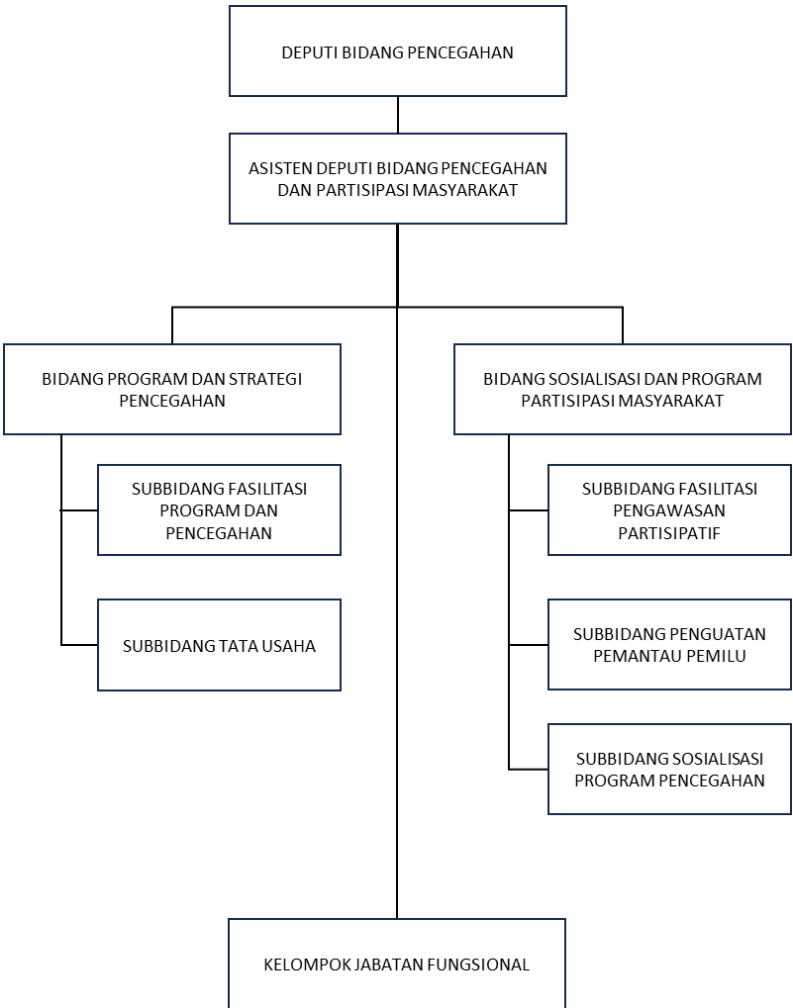 DEPUTI BIDANG PENCEGAHAN
ASISTEN DEPUTI BIDANG PENCEGAHAN
DAN PARTISIPASI MASYARAKAT
BIDANG PROGRAM DAN STRATEGI
PENCEGAHAN
SUBBIDANG FASILITASI
PROGRAM DAN
PENCEGAHAN
SUBBIDANG TATA USAHA
BIDANG SOSIALISASI DAN PROGRAM
PARTISIPASI MASYARAKAT
SUBBIDANG FASILITASI
PENGAWASAN
PARTISIPATIF
SUBBIDANG PENGUATAN
PEMANTAU PEMILU
SUBBIDANG SOSIALISASI
PROGRAM PENCEGAHAN
KELOMPOK JABATAN FUNGSIONAL